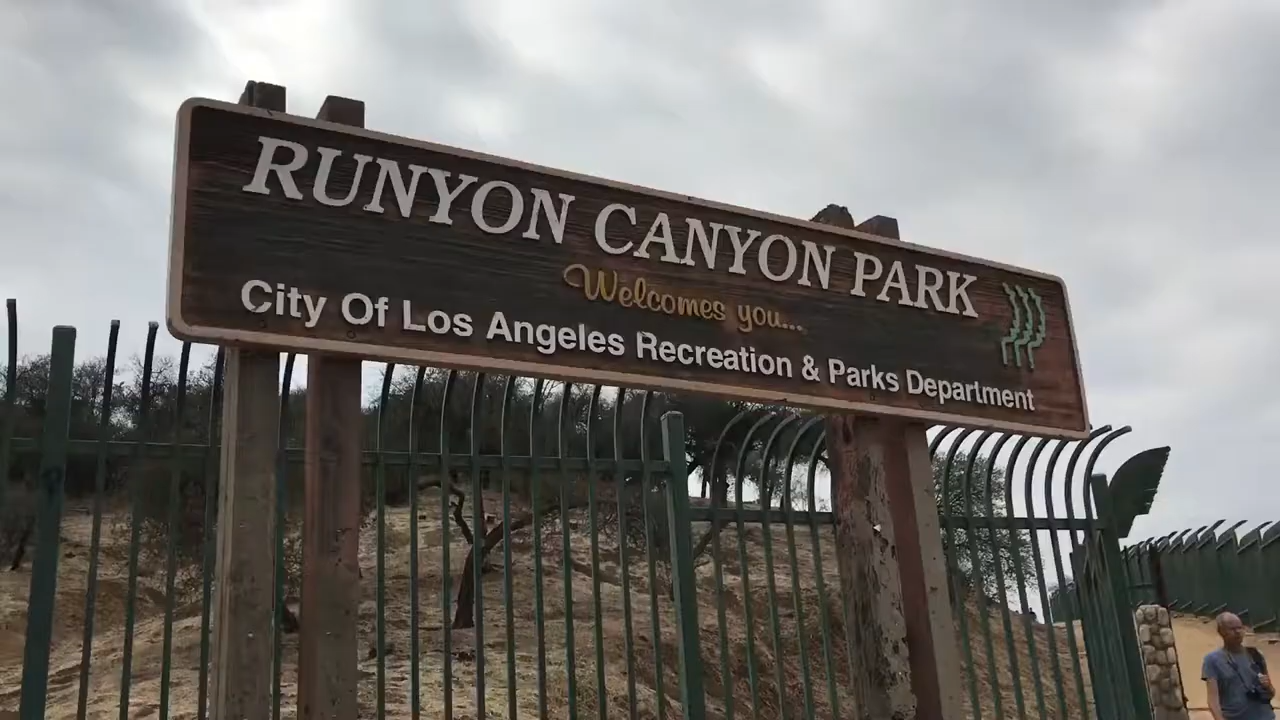 RUNYON CANYON PARK
Welcomes you...
City Of Los Angeles Recreation & Parks Department